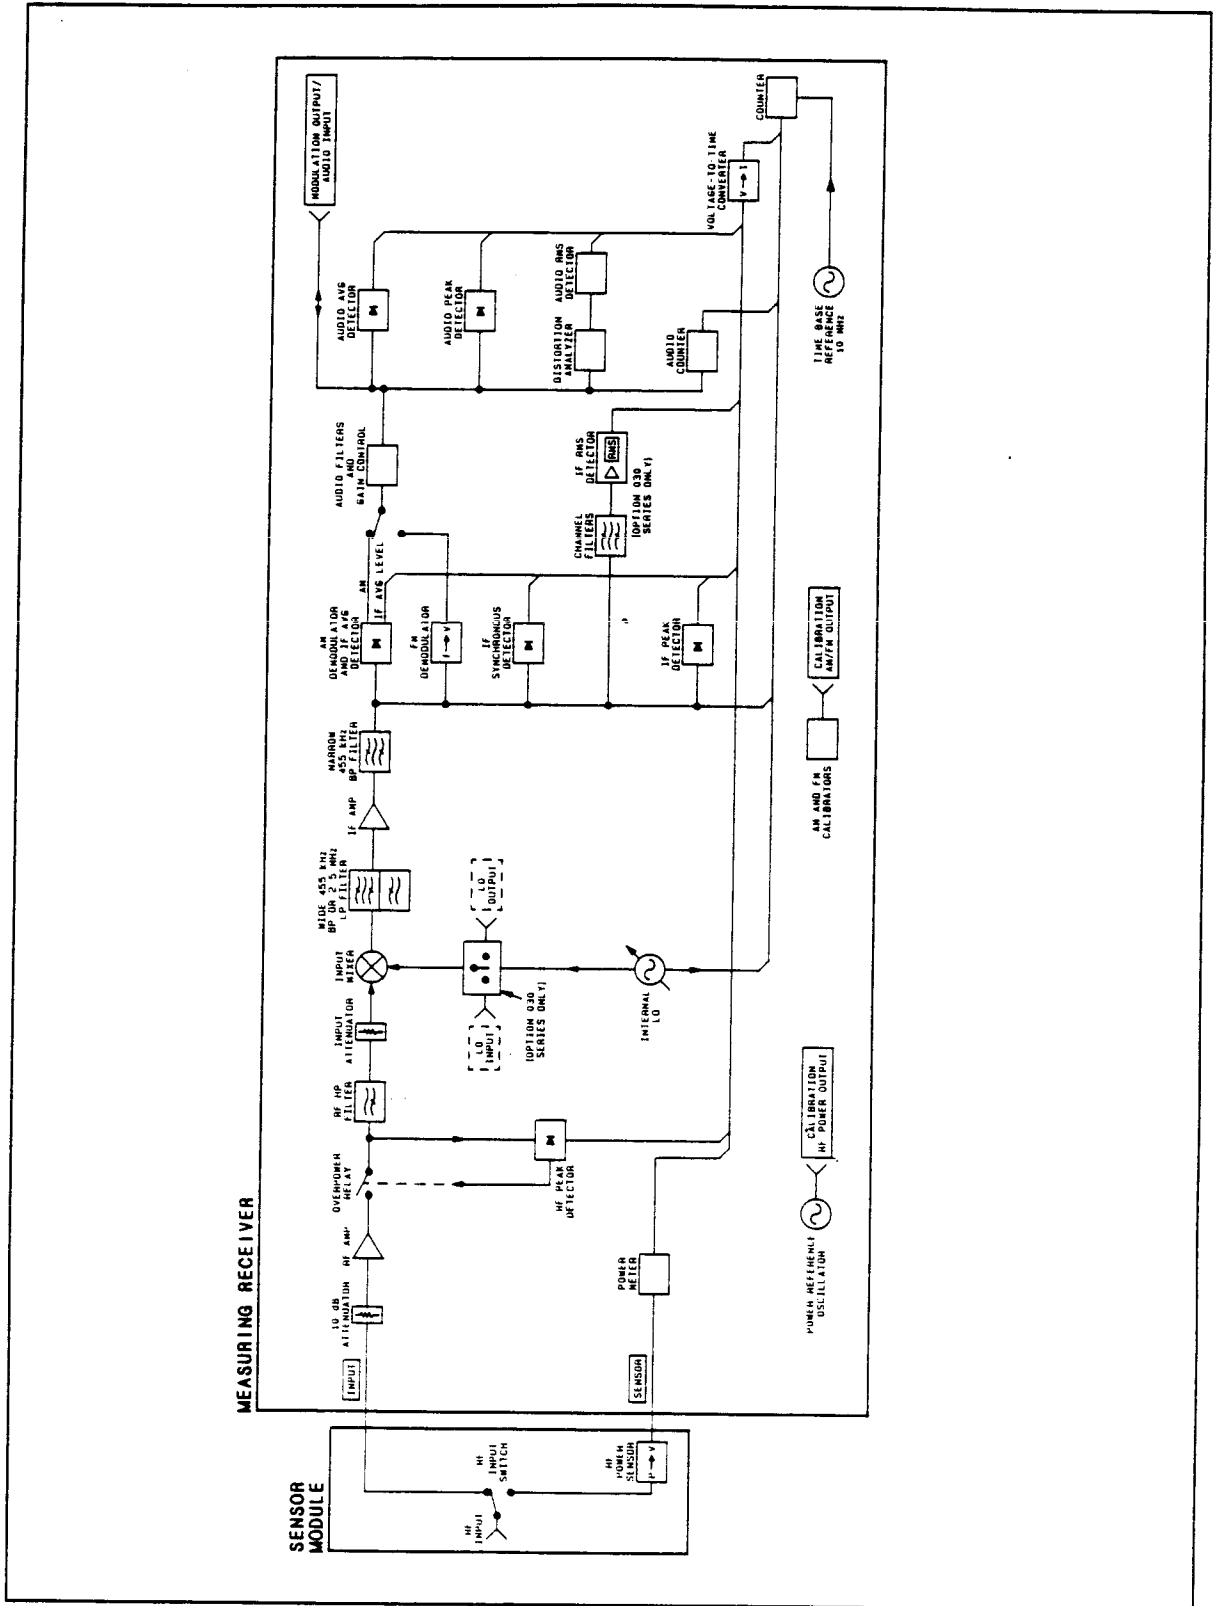 MEASURING RECEIVER
SENSOR
MODULE
RF
INPUT
RF
INPUT
SWITCH
RF
POWER
SENSOR
P → V
INPUT
SENSOR
10 dB
ATTENUATOR
RF AMP
OVERPOWER
RELAY
RF HP
FILTER
INPUT
ATTENUATOR
INPUT
MIXER
WIDE 455 kHz
BP OR 2.5 MHz
LP FILTER
IF AMP
NARROW
455 kHz
BP FILTER
AM
DEMODULATOR
AND IF AVG
DETECTOR
AM
IF AVG LEVEL
AUDIO FILTERS
AND
GAIN CONTROL
MODULATION OUTPUT/
AUDIO INPUT
AUDIO AVG
DETECTOR
AUDIO PEAK
DETECTOR
DISTORTION
ANALYZER
AUDIO RMS
DETECTOR
AUDIO
COUNTER
FM
DEMODULATOR
f → V
IF
SYNCHRONOUS
DETECTOR
CHANNEL
FILTERS
IF RMS
DETECTOR
RMS
(OPTION 030
SERIES ONLY)
IF PEAK
DETECTOR
RF PEAK
DETECTOR
LO
INPUT
LO
OUTPUT
(OPTION 030
SERIES ONLY)
INTERNAL
LO
POWER
METER
VOLTAGE-TO-TIME
CONVERTER
V → T
COUNTER
TIME BASE
REFERENCE
10 MHz
POWER REFERENCE
OSCILLATOR
CALIBRATION
RF POWER OUTPUT
AM AND FM
CALIBRATORS
CALIBRATION
AM/FM OUTPUT